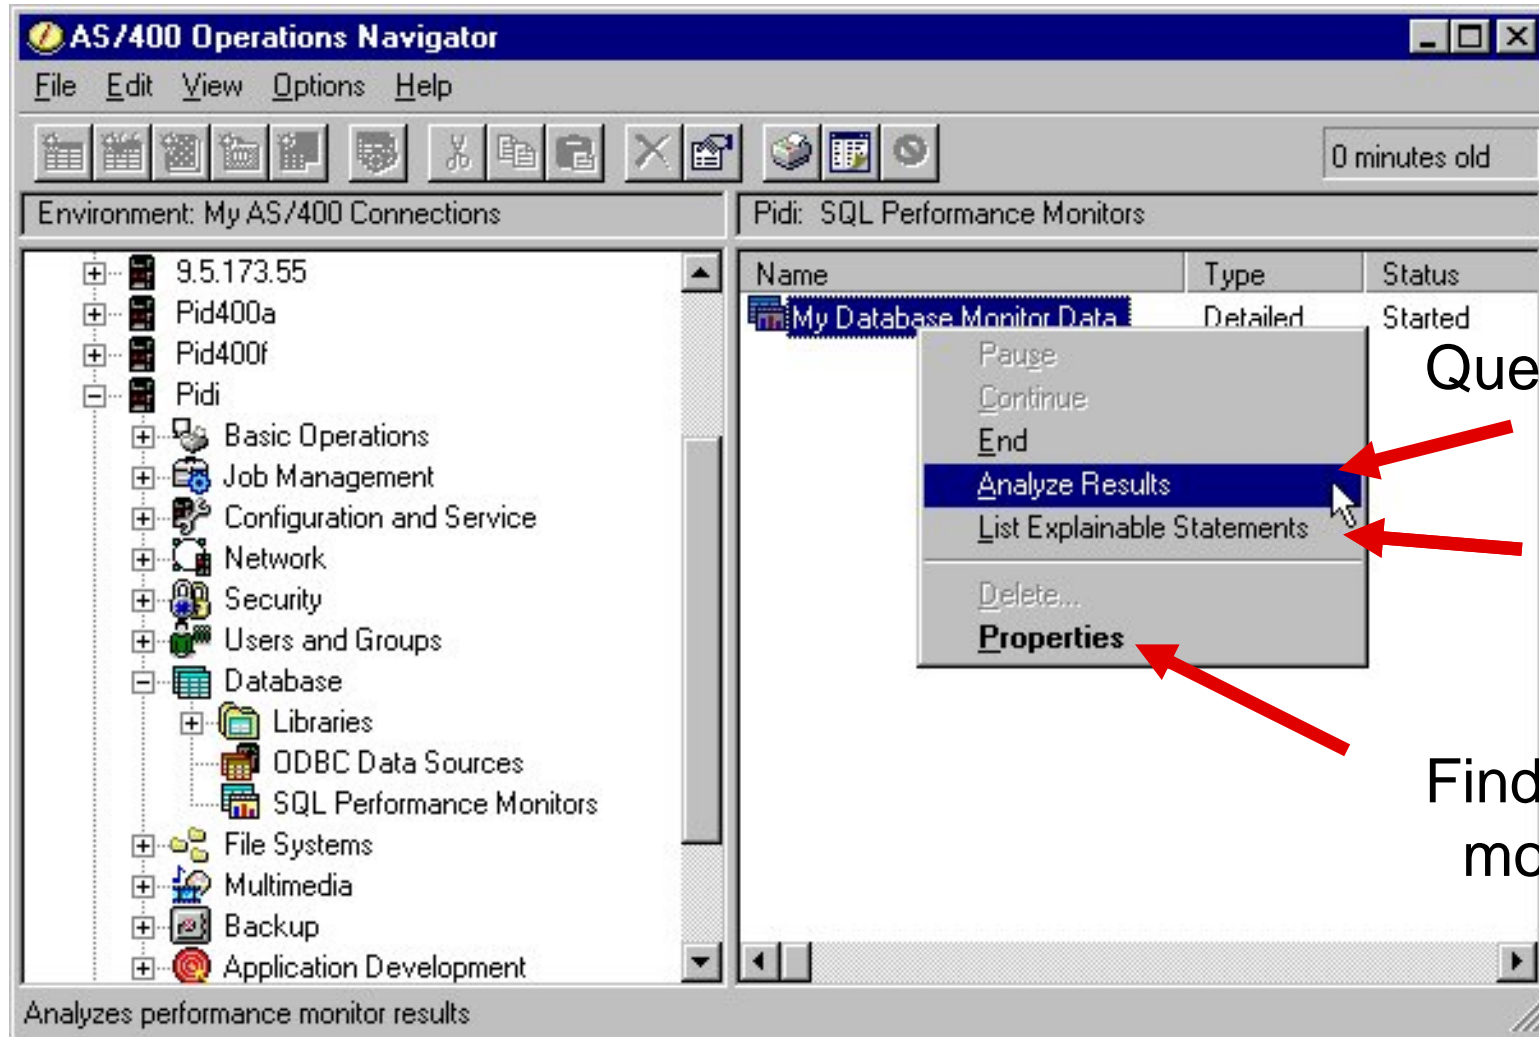 AS/400 Operations Navigator
File Edit View Options Help
0 minutes old
Environment: My AS/400 Connections
Pidi: SQL Performance Monitors
9.5.173.55
Pid400a
Pid400f
Pidi
Basic Operations
Job Management
Configuration and Service
Network
Security
Users and Groups
Database
Libraries
ODBC Data Sources
SQL Performance Monitors
File Systems
Multimedia
Backup
Application Development
Name Type Status
My Database Monitor Data Detailed Started
Pause
Continue
End
Analyze Results
List Explainable Statements
Delete...
Properties
Que
Find
mo
Analyzes performance monitor results